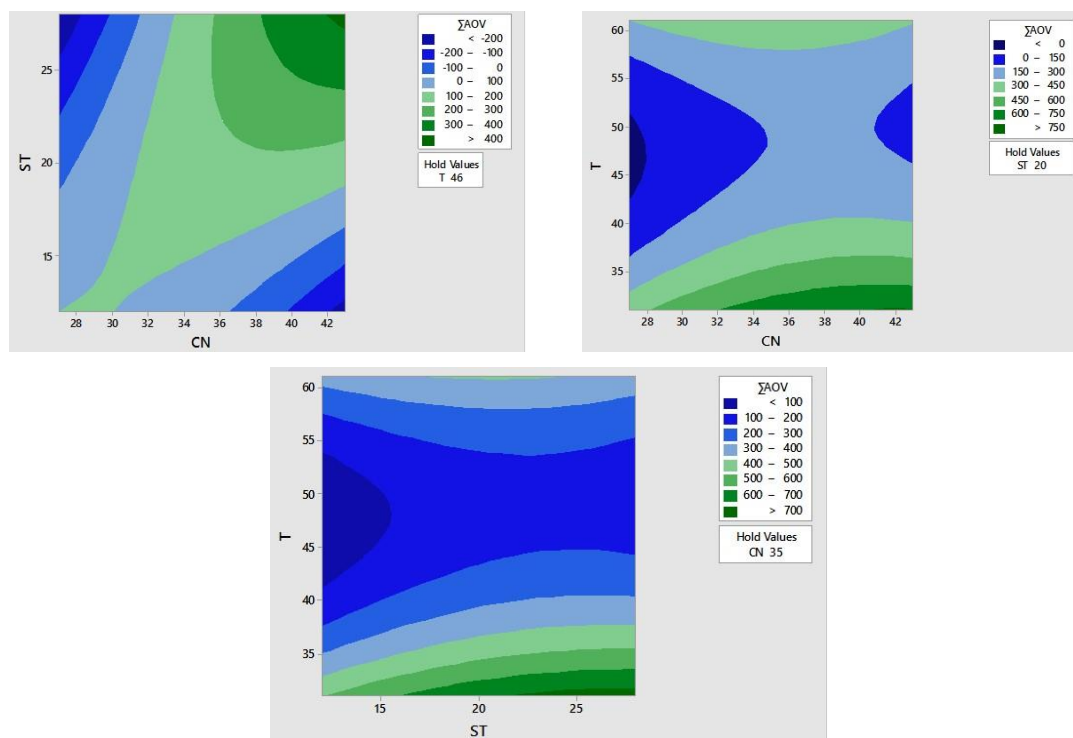 ∑AOV
< -200
-200 – -100
-100 – 0
0 – 100
100 – 200
200 – 300
300 – 400
> 400
Hold Values
T 46
25
20
15
ST
28 30 32 34 36 38 40 42
CN
∑AOV
< 0
0 – 150
150 – 300
300 – 450
450 – 600
600 – 750
> 750
Hold Values
ST 20
60
55
50
45
40
35
T
28 30 32 34 36 38 40 42
CN
∑AOV
< 100
100 – 200
200 – 300
300 – 400
400 – 500
500 – 600
600 – 700
> 700
Hold Values
CN 35
60
55
50
45
40
35
T
15 20 25
ST